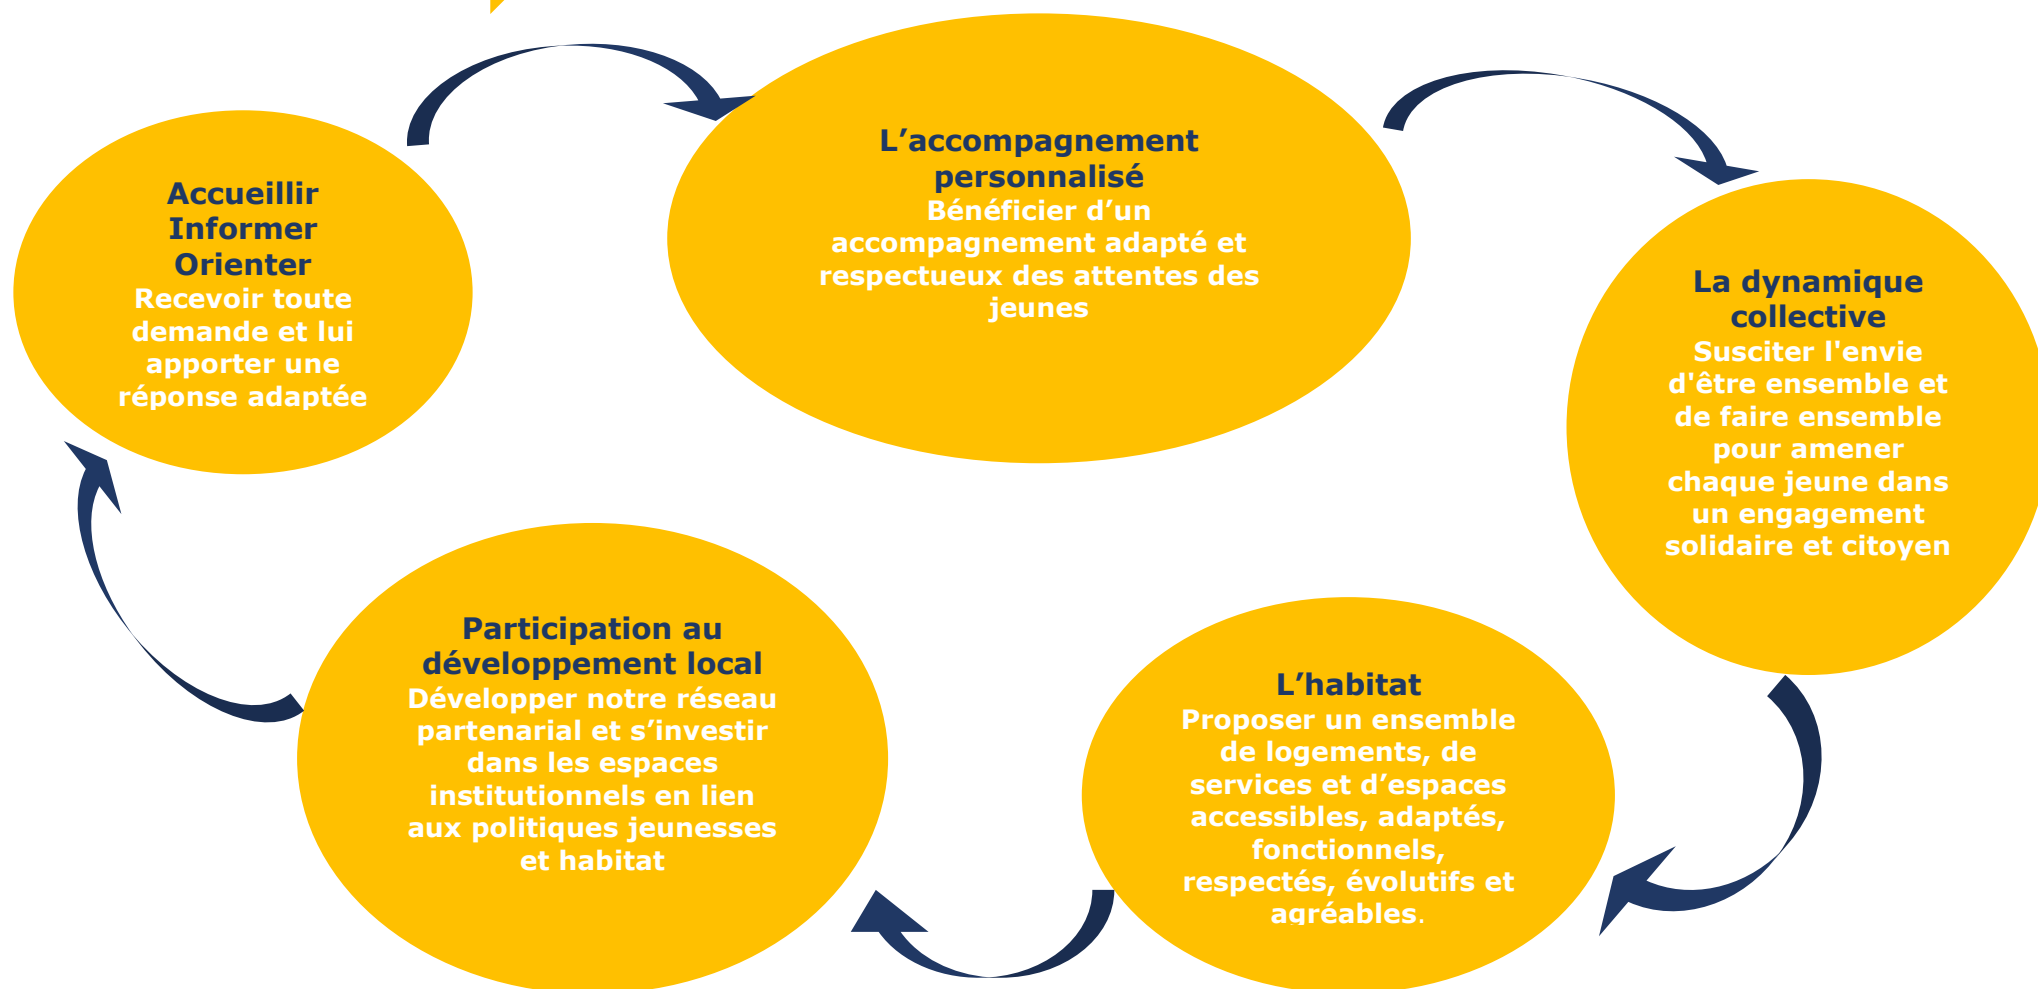 Accueillir
Informer
Orienter
Recevoir toute
demande et lui
apporter une
réponse adaptée
L’accompagnement
personnalisé
Bénéficier d’un
accompagnement adapté et
respectueux des attentes des
jeunes
La dynamique
collective
Susciter l'envie
d'être ensemble et
de faire ensemble
pour amener
chaque jeune dans
un engagement
solidaire et citoyen
L’habitat
Proposer un ensemble
de logements, de
services et d’espaces
accessibles, adaptés,
fonctionnels,
respectés, évolutifs et
agréables.
Participation au
développement local
Développer notre réseau
partenarial et s’investir
dans les espaces
institutionnels en lien
aux politiques jeunesses
et habitat